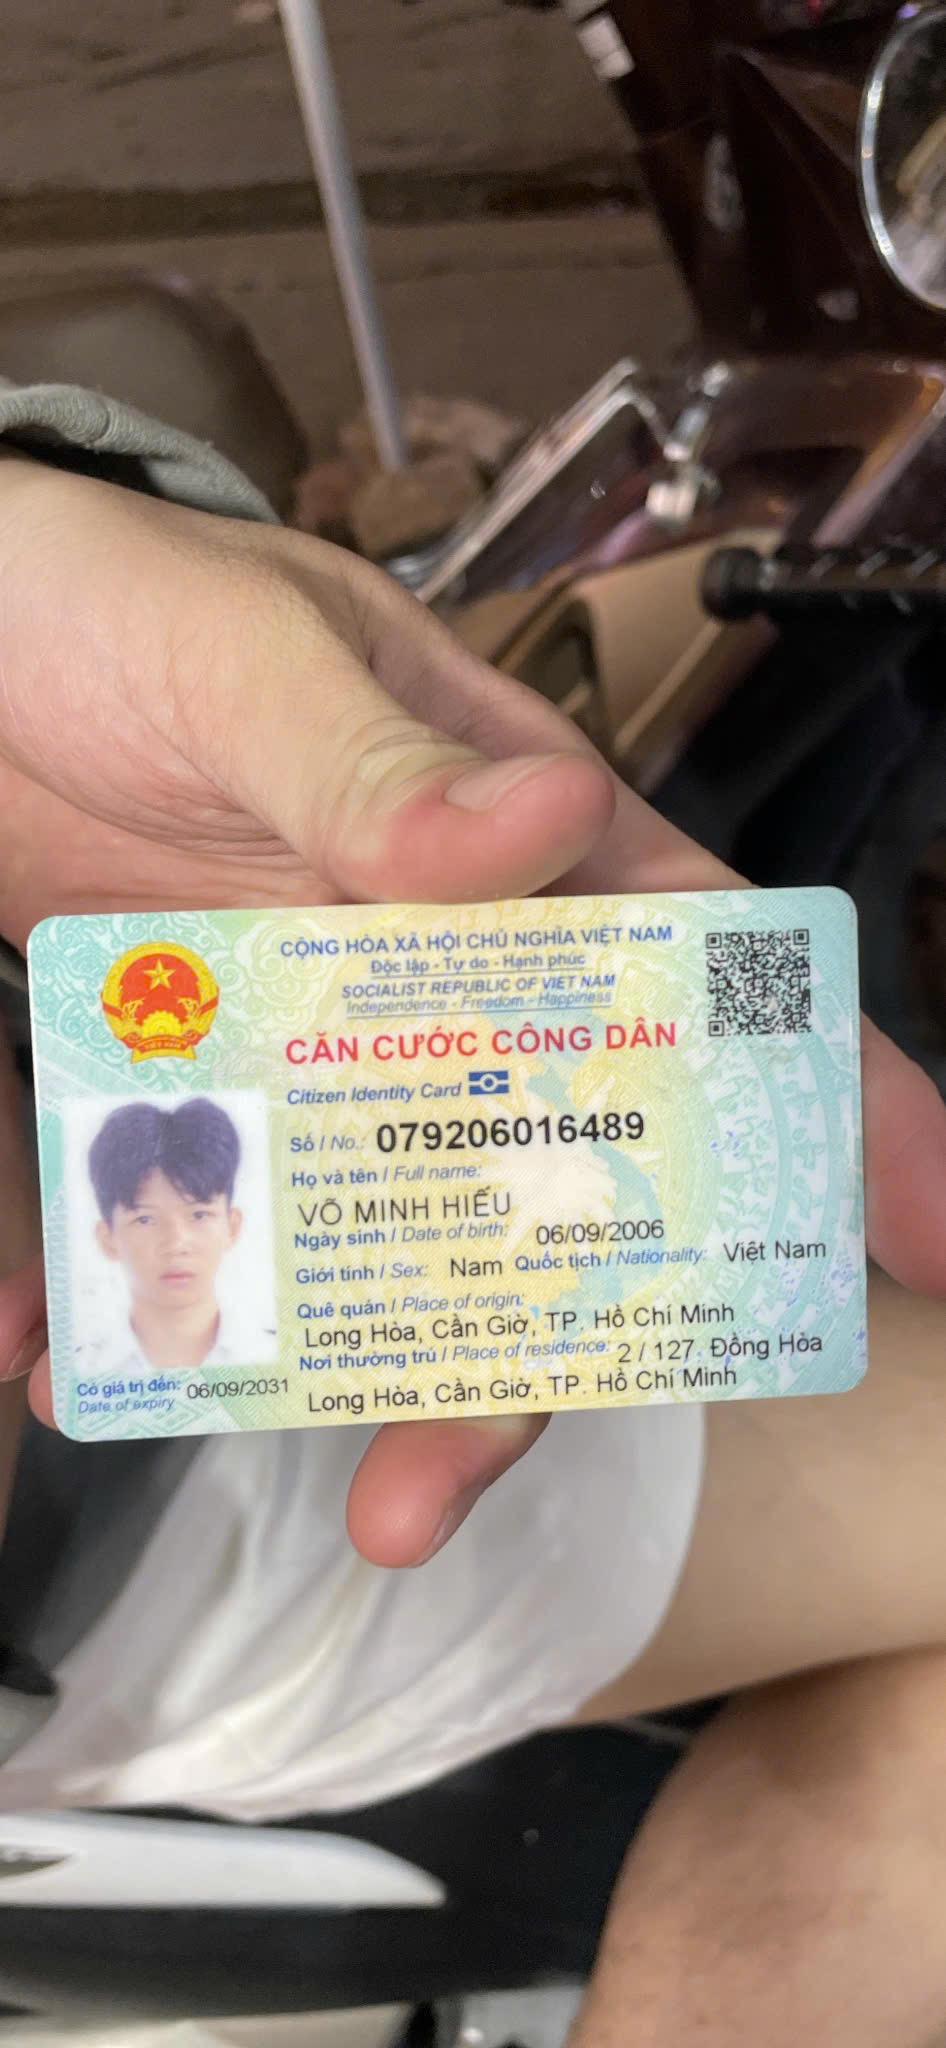 CỘNG HÒA XÃ HỘI CHỦ NGHĨA VIỆT NAM
Độc lập - Tự do - Hạnh phúc
SOCIALIST REPUBLIC OF VIET NAM
Independence - Freedom - Happiness
CĂN CƯỚC CÔNG DÂN
Citizen Identity Card
Số / No.: 079206016489
Họ và tên / Full name:
VÕ MINH HIẾU
Ngày sinh / Date of birth: 06/09/2006
Giới tính / Sex: Nam Quốc tịch / Nationality: Việt Nam
Quê quán / Place of origin:
Long Hòa, Cần Giờ, TP. Hồ Chí Minh
Nơi thường trú / Place of residence: 2 / 127. Đồng Hòa
Long Hòa, Cần Giờ, TP. Hồ Chí Minh
Có giá trị đến: 06/09/2031
Date of expiry
VIỆT NAM